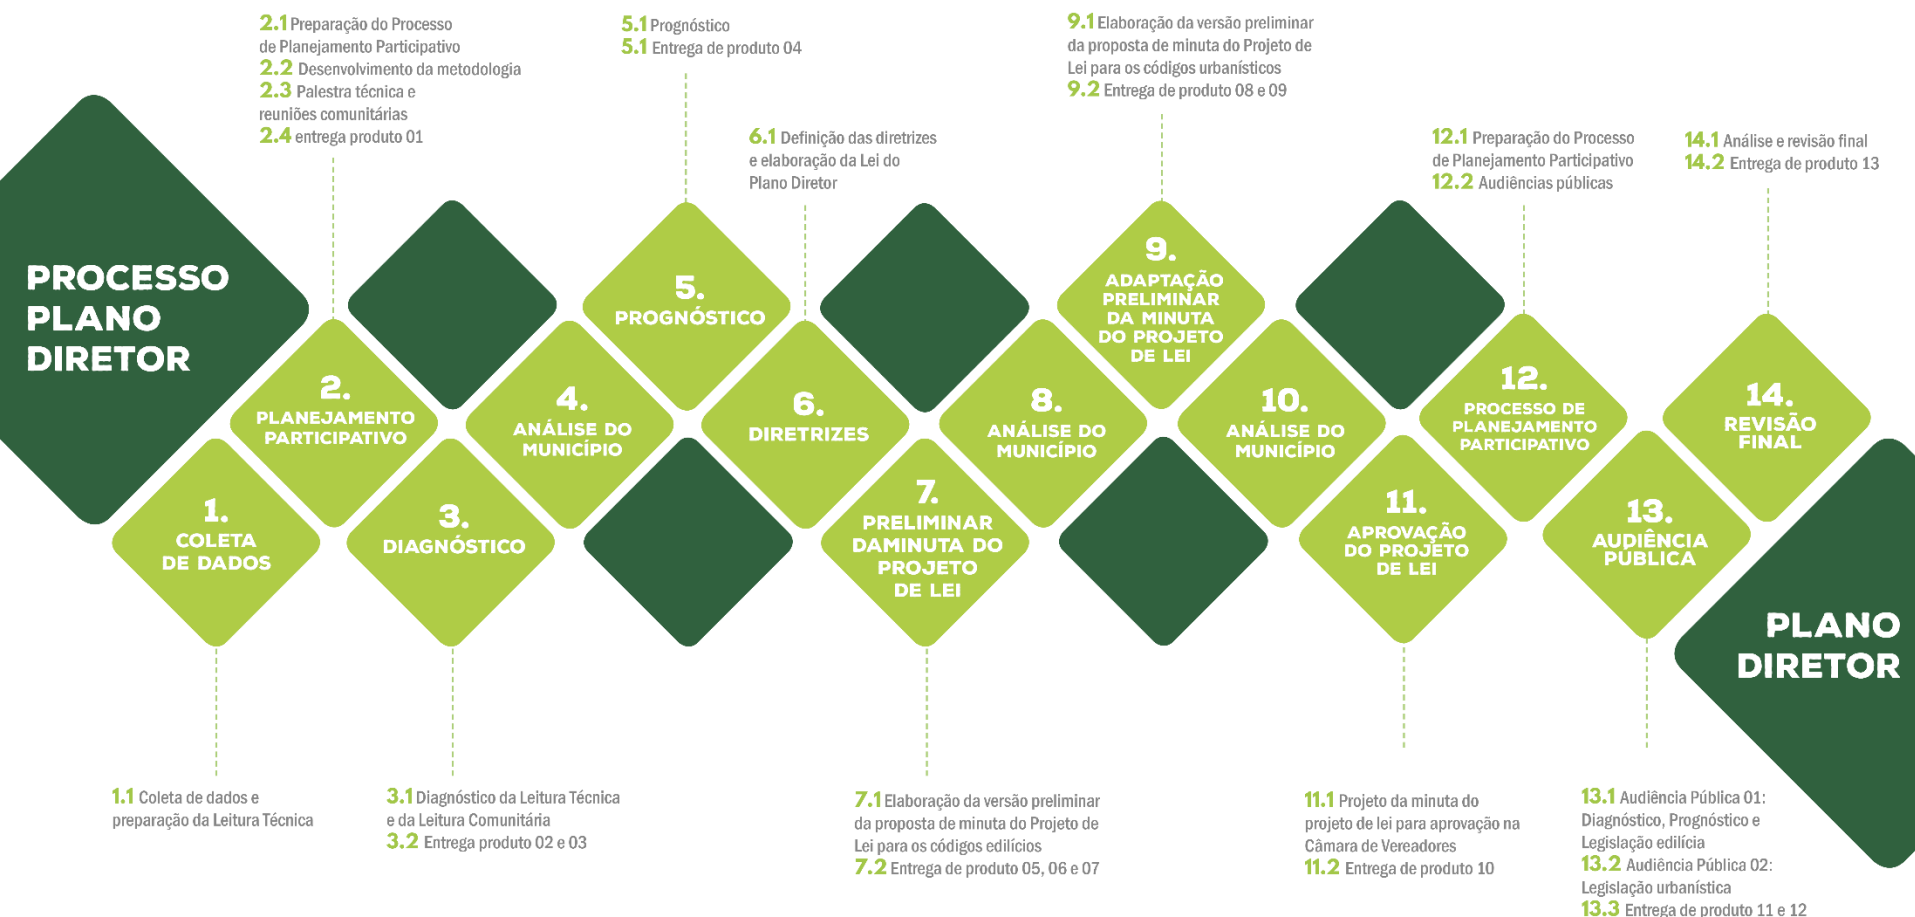 2.1 Preparação do Processo
de Planejamento Participativo
2.2 Desenvolvimento da metodologia
2.3 Palestra técnica e
reuniões comunitárias
2.4 entrega produto 01
5.1 Prognóstico
5.1 Entrega de produto 04
6.1 Definição das diretrizes
e elaboração da Lei do
Plano Diretor
9.1 Elaboração da versão preliminar
da proposta de minuta do Projeto de
Lei para os códigos urbanísticos
9.2 Entrega de produto 08 e 09
12.1 Preparação do Processo
de Planejamento Participativo
12.2 Audiências públicas
14.1 Análise e revisão final
14.2 Entrega de produto 13
PROCESSO
PLANO
DIRETOR
1.
COLETA
DE DADOS
2.
PLANEJAMENTO
PARTICIPATIVO
3.
DIAGNÓSTICO
4.
ANÁLISE DO
MUNICÍPIO
5.
PROGNÓSTICO
6.
DIRETRIZES
7.
PRELIMINAR
DAMINUTA DO
PROJETO
DE LEI
8.
ANÁLISE DO
MUNICÍPIO
9.
ADAPTAÇÃO
PRELIMINAR
DA MINUTA
DO PROJETO
DE LEI
10.
ANÁLISE DO
MUNICÍPIO
11.
APROVAÇÃO
DO PROJETO
DE LEI
12.
PROCESSO DE
PLANEJAMENTO
PARTICIPATIVO
13.
AUDIÊNCIA
PÚBLICA
14.
REVISÃO
FINAL
PLANO
DIRETOR
1.1 Coleta de dados e
preparação da Leitura Técnica
3.1 Diagnóstico da Leitura Técnica
e da Leitura Comunitária
3.2 Entrega produto 02 e 03
7.1 Elaboração da versão preliminar
da proposta de minuta do Projeto de
Lei para os códigos edilícios
7.2 Entrega de produto 05, 06 e 07
11.1 Projeto da minuta do
projeto de lei para aprovação na
Câmara de Vereadores
11.2 Entrega de produto 10
13.1 Audiência Pública 01:
Diagnóstico, Prognóstico e
Legislação edilícia
13.2 Audiência Pública 02:
Legislação urbanística
13.3 Entrega de produto 11 e 12